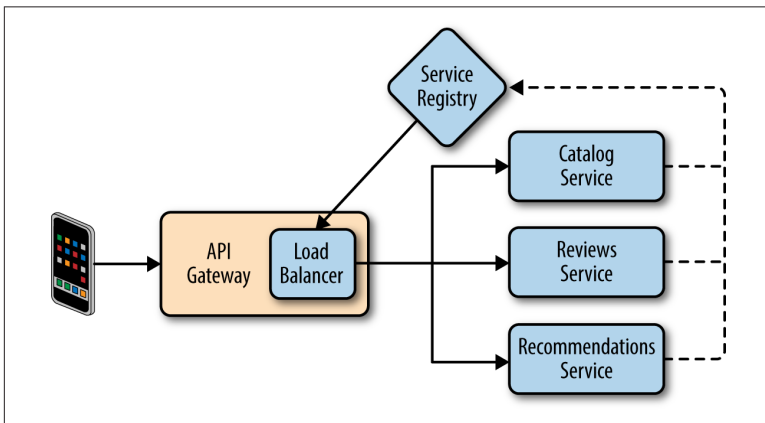 Service
Registry
Catalog
Service
API
Gateway
Load
Balancer
Reviews
Service
Recommendations
Service